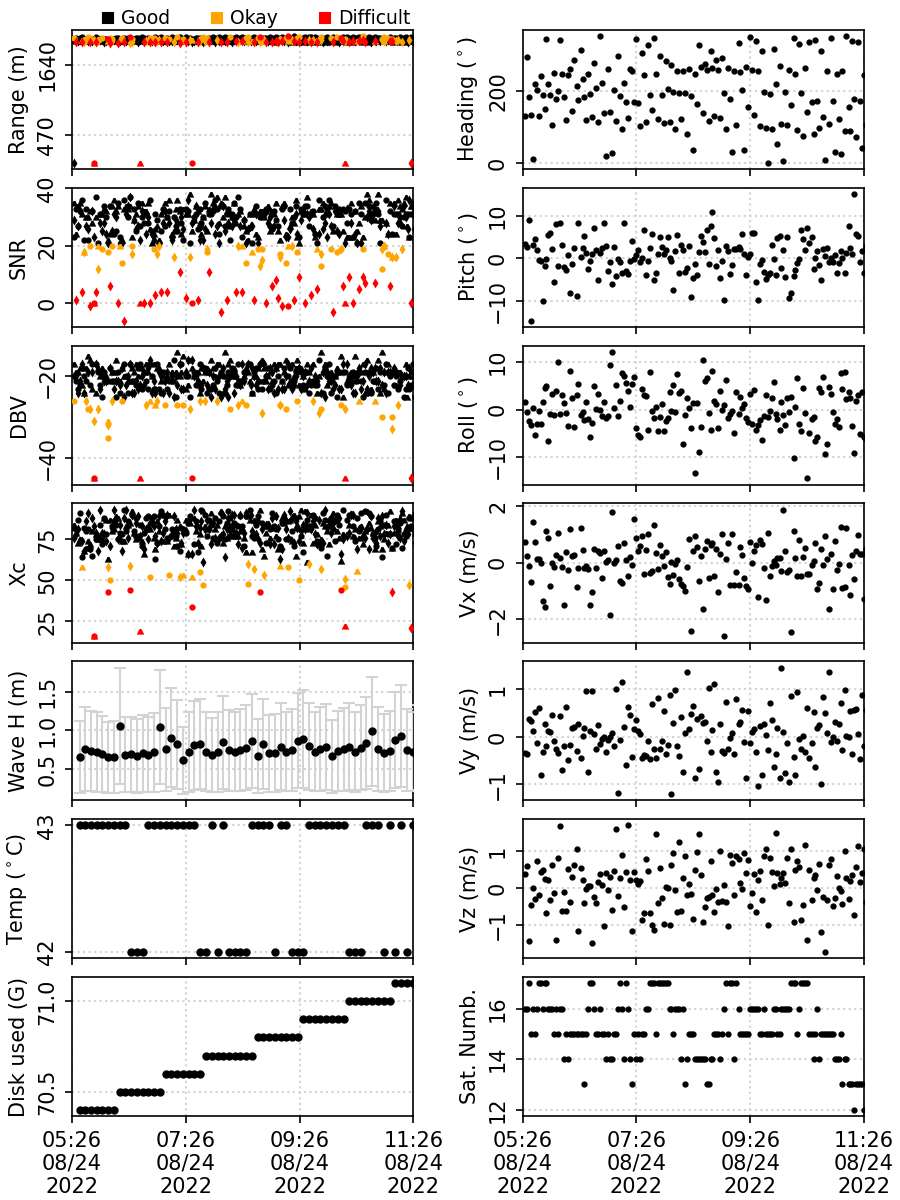 Good Okay Difficult
Range (m)
1640
470
Heading (°)
200
0
SNR
40
20
0
Pitch (°)
10
0
−10
DBV
−20
−40
Roll (°)
10
0
−10
Xc
75
50
25
Vx (m/s)
2
0
−2
Wave H (m)
1.5
1.0
0.5
Vy (m/s)
1
0
−1
Temp (°C)
43
42
Vz (m/s)
1
0
−1
Disk used (G)
71.0
70.5
Sat. Numb.
16
14
12
05:26 07:26 09:26 11:26
08/24 08/24 08/24 08/24
2022 2022 2022 2022
05:26 07:26 09:26 11:26
08/24 08/24 08/24 08/24
2022 2022 2022 2022